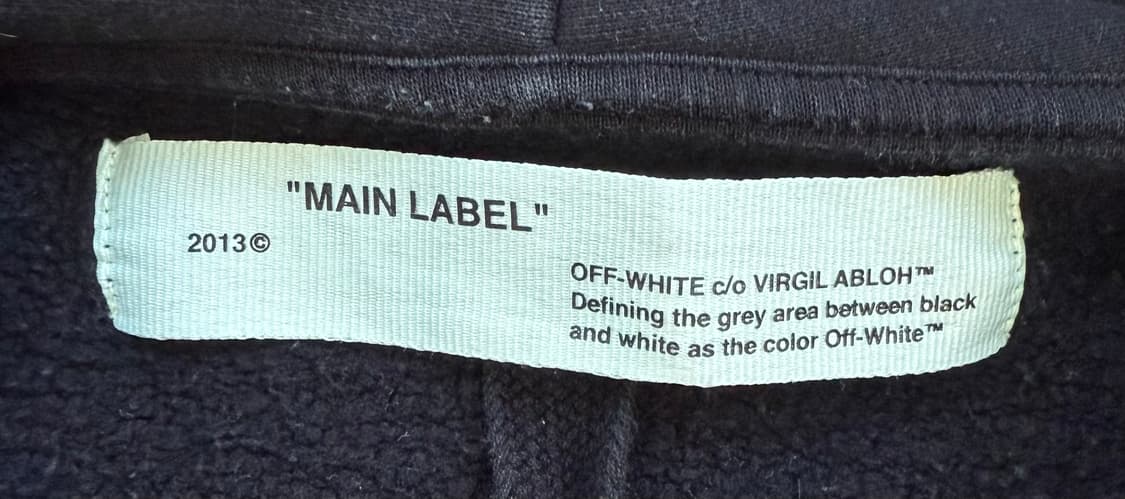 "MAIN LABEL"
2013©
OFF-WHITE c/o VIRGIL ABLOH™
Defining the grey area between black
and white as the color Off-White™